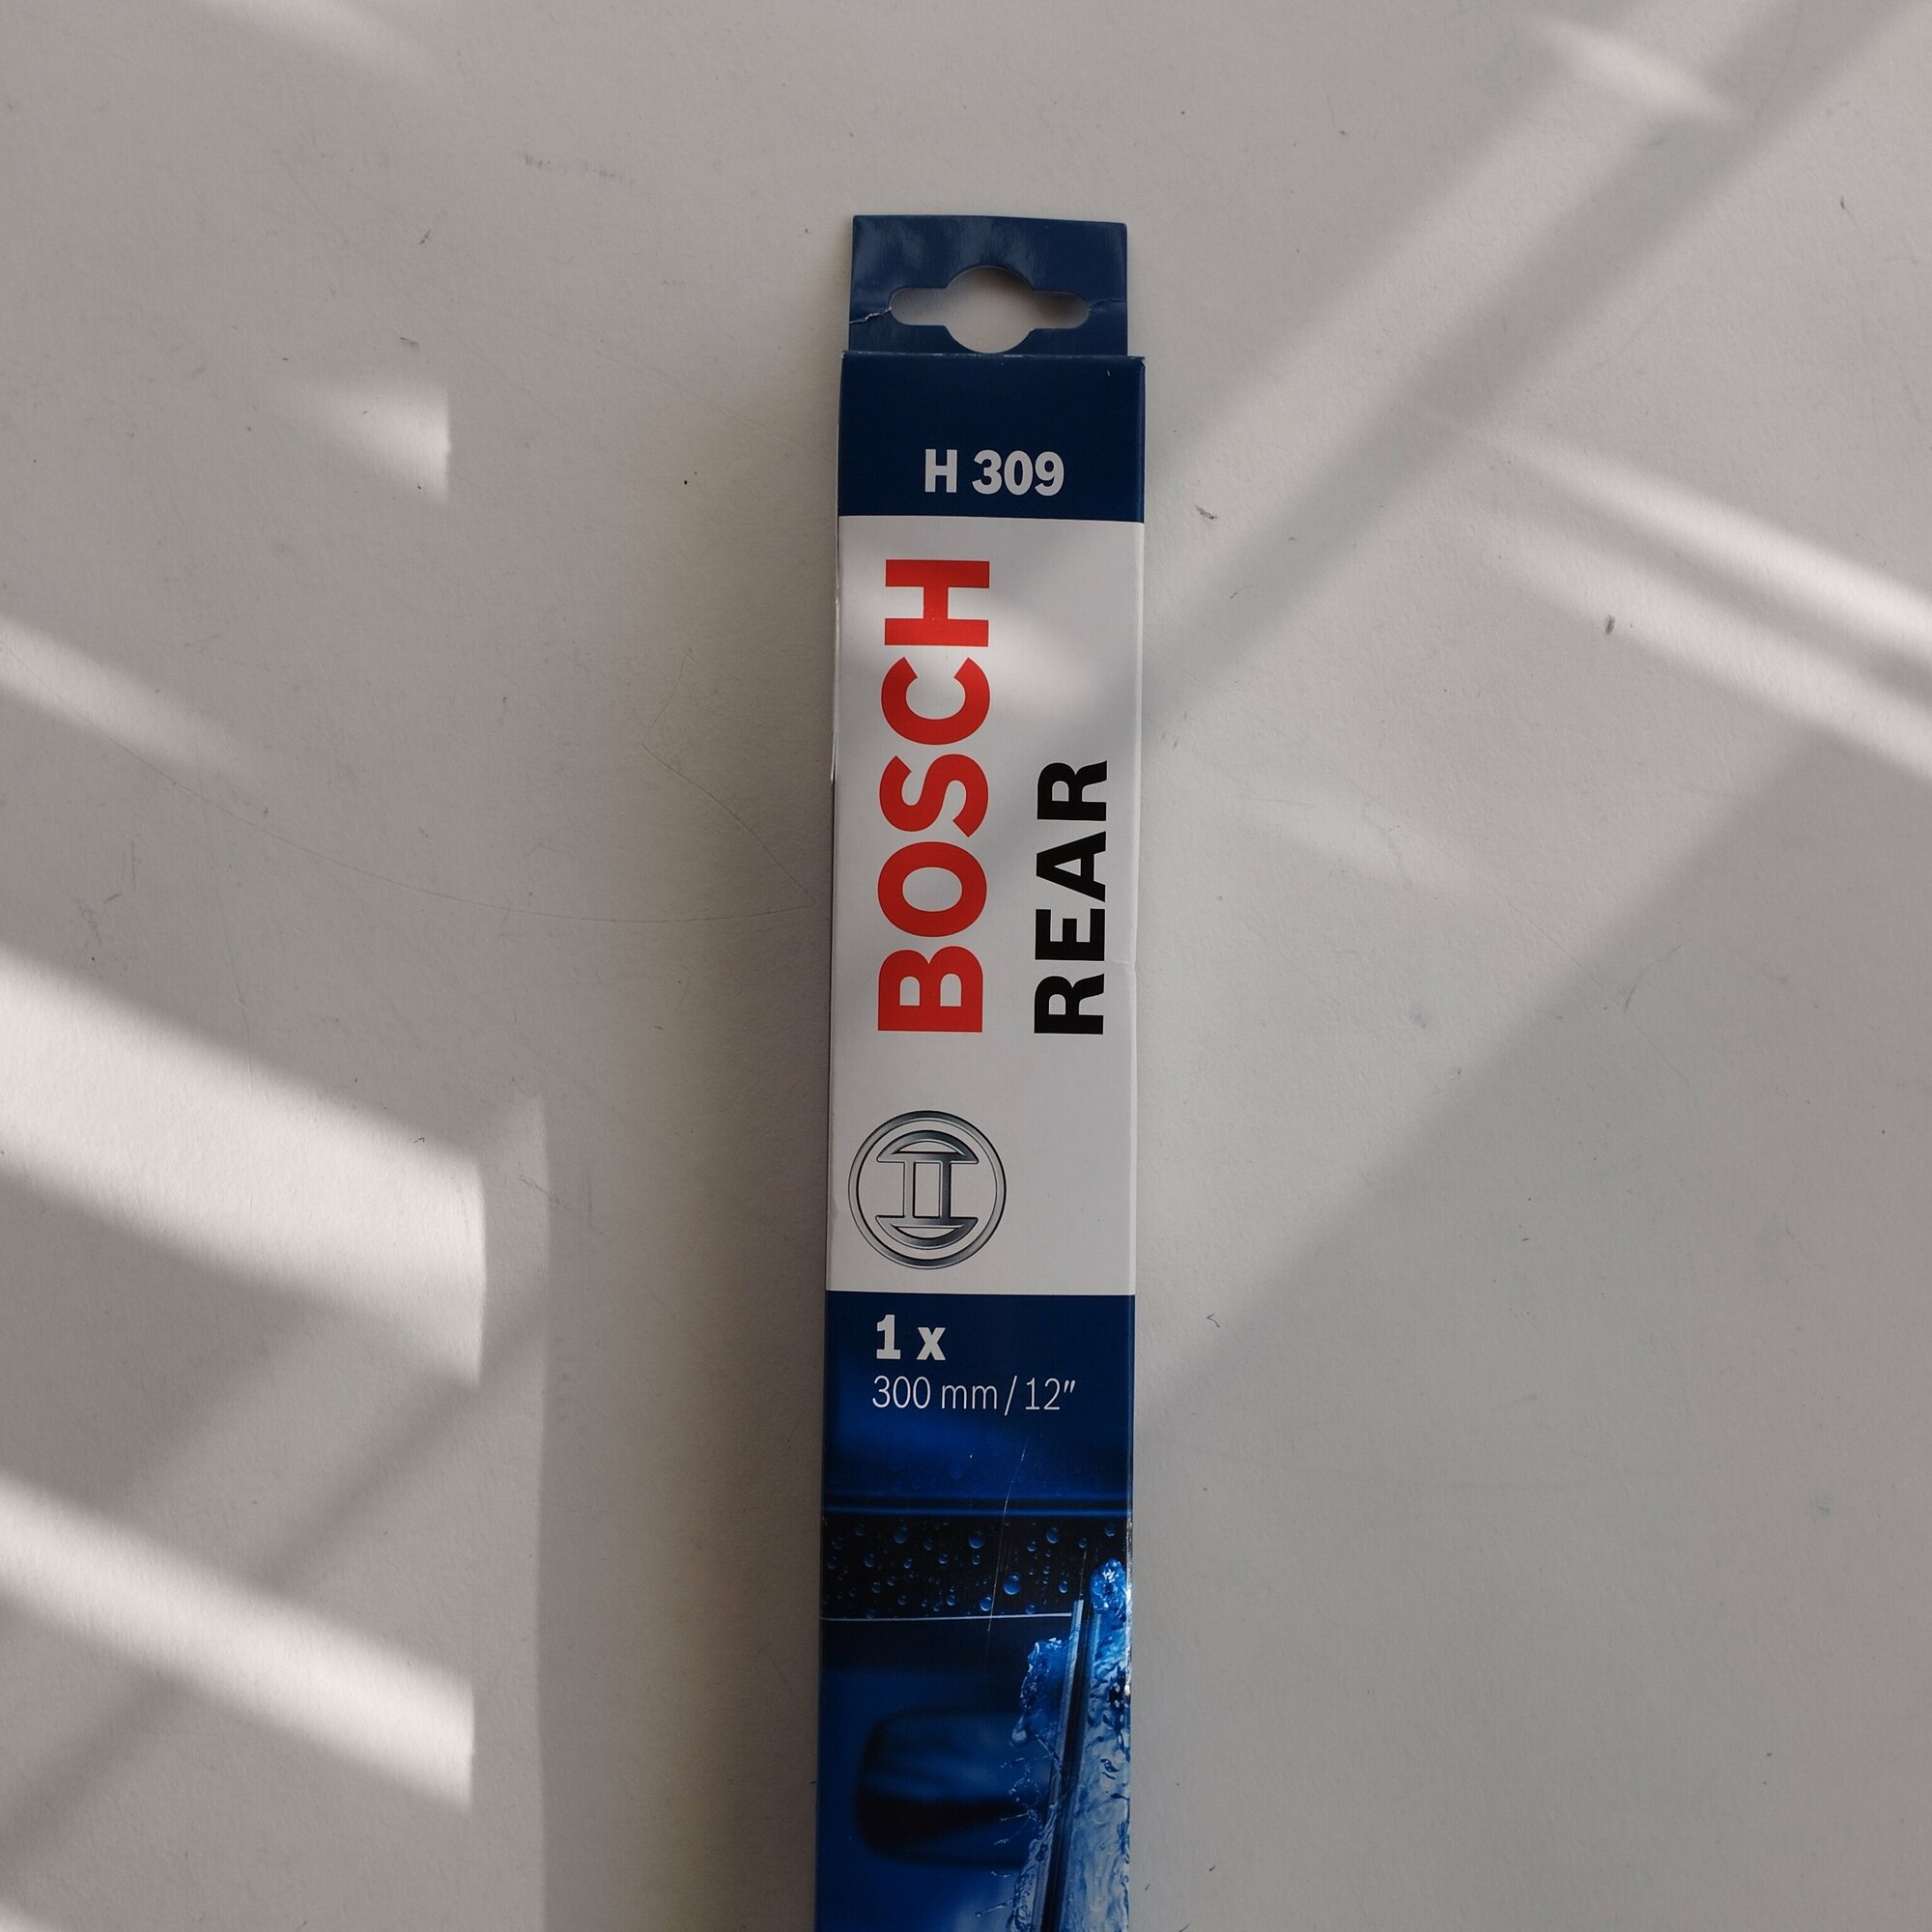 H 309
BOSCH
REAR
1 x
300 mm / 12"